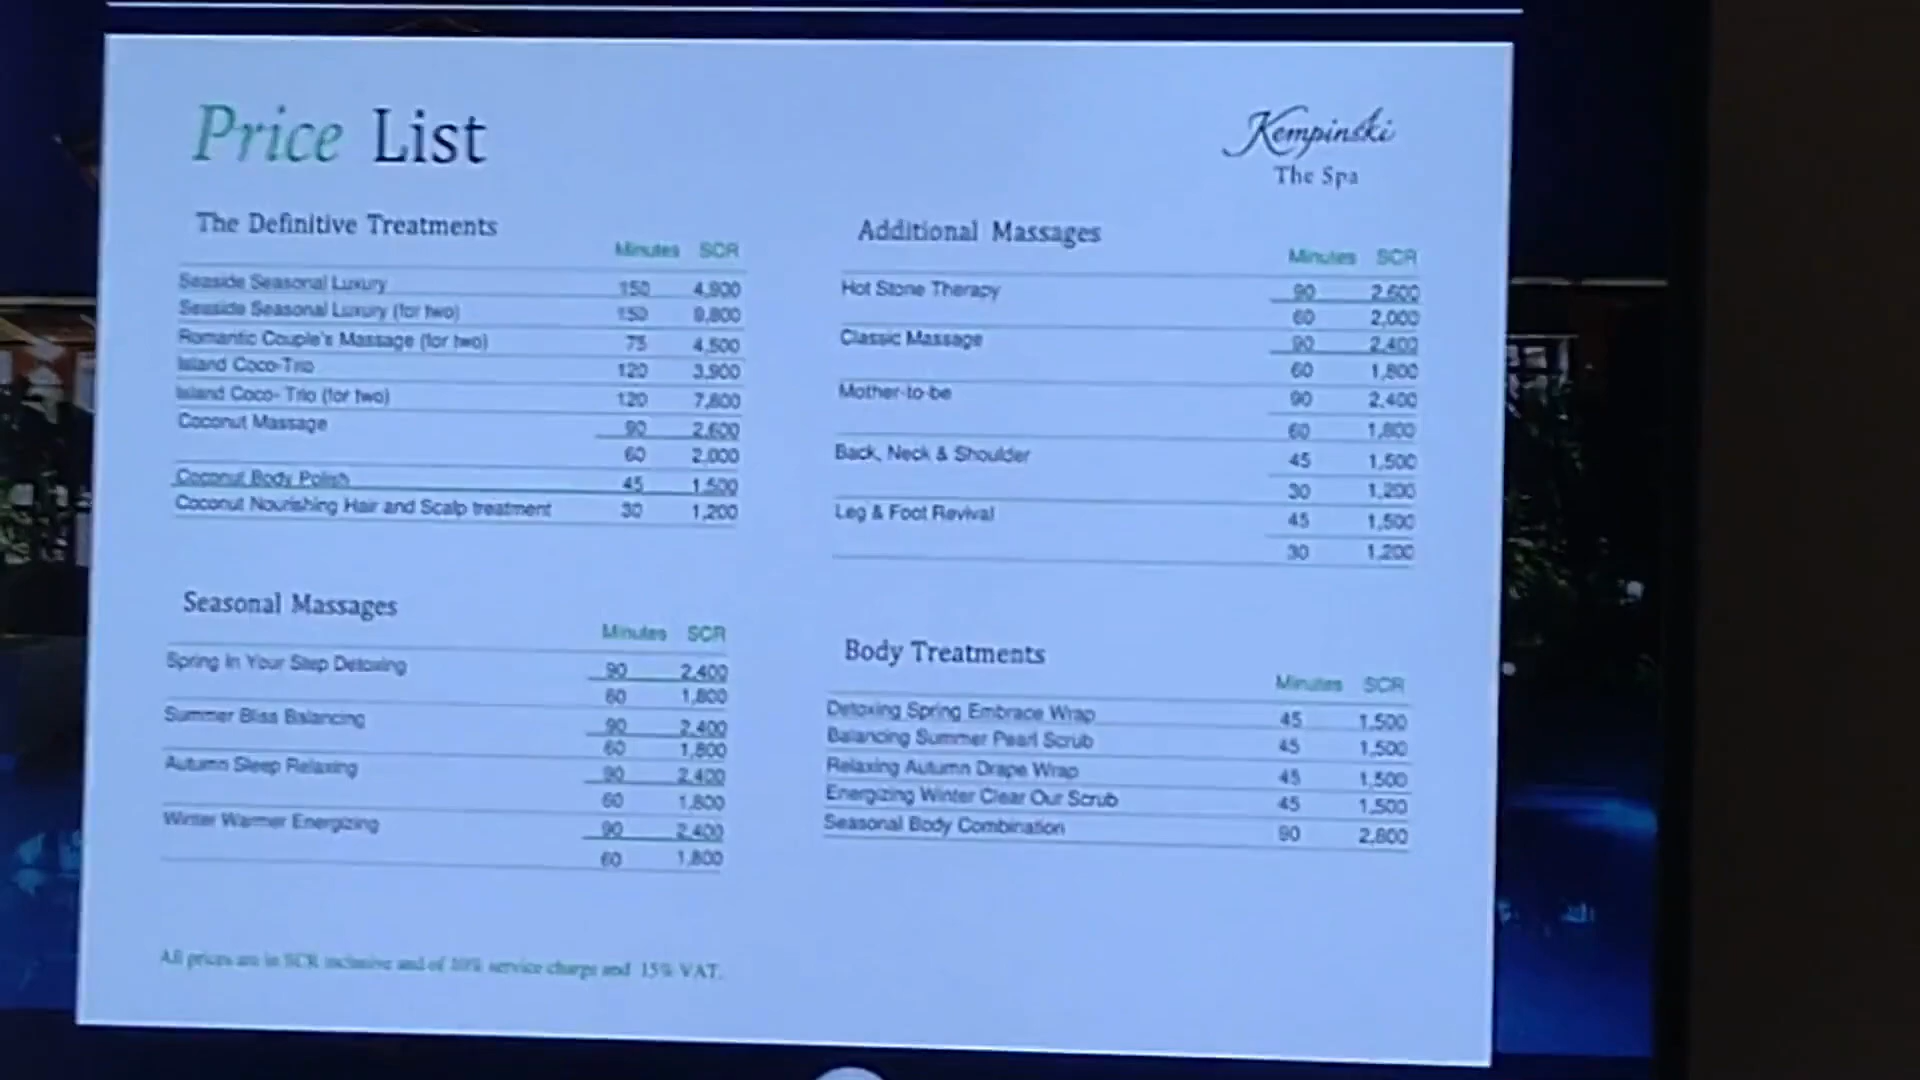 Price List
Kempinski
The Spa
The Definitive Treatments
Minutes SCR
Seaside Seasonal Luxury 150 4,900
Seaside Seasonal Luxury (for two) 150 9,800
Romantic Couple's Massage (for two) 75 4,500
Island Coco-Trio 120 3,900
Island Coco- Trio (for two) 120 7,800
Coconut Massage 90 2,600
60 2,000
Coconut Body Polish 45 1,500
Coconut Nourishing Hair and Scalp treatment 30 1,200
Seasonal Massages
Minutes SCR
Spring In Your Step Detoxing 90 2,400
60 1,800
Summer Bliss Balancing 90 2,400
60 1,800
Autumn Sleep Relaxing 90 2,400
60 1,800
Winter Warmer Energizing 90 2,400
60 1,800
Additional Massages
Minutes SCR
Hot Stone Therapy 90 2,600
60 2,000
Classic Massage 90 2,400
60 1,800
Mother-to-be 90 2,400
60 1,800
Back, Neck & Shoulder 45 1,500
30 1,200
Leg & Foot Revival 45 1,500
30 1,200
Body Treatments
Minutes SCR
Detoxing Spring Embrace Wrap 45 1,500
Balancing Summer Pearl Scrub 45 1,500
Relaxing Autumn Drape Wrap 45 1,500
Energizing Winter Clear Our Scrub 45 1,500
Seasonal Body Combination 90 2,800
All prices are in SCR inclusive and of 10% service charge and 15% VAT.